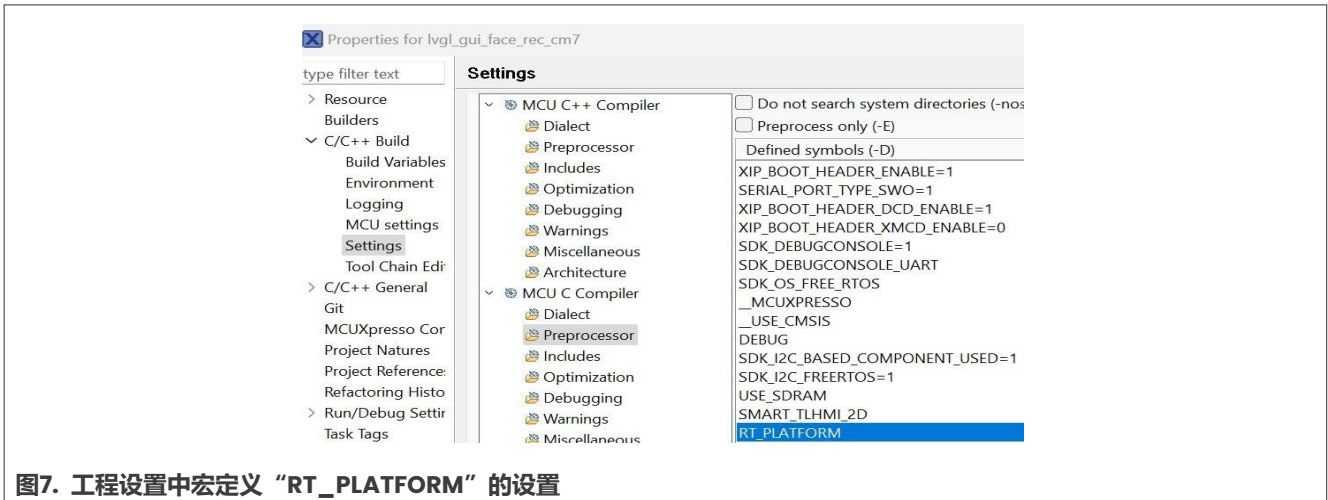 Properties for lvgl_gui_face_rec_cm7
type filter text
Resource
Builders
C/C++ Build
Build Variables
Environment
Logging
MCU settings
Settings
Tool Chain Edi
C/C++ General
Git
MCUXpresso Cor
Project Natures
Project Reference
Refactoring Histo
Run/Debug Settir
Task Tags
Settings
MCU C++ Compiler
Dialect
Preprocessor
Includes
Optimization
Debugging
Warnings
Miscellaneous
Architecture
MCU C Compiler
Dialect
Preprocessor
Includes
Optimization
Debugging
Warnings
Miscellaneous
Do not search system directories (-nos
Preprocess only (-E)
Defined symbols (-D)
XIP_BOOT_HEADER_ENABLE=1
SERIAL_PORT_TYPE_SWO=1
XIP_BOOT_HEADER_DCD_ENABLE=1
XIP_BOOT_HEADER_XMCD_ENABLE=0
SDK_DEBUGCONSOLE=1
SDK_DEBUGCONSOLE_UART
SDK_OS_FREE_RTOS
__MCUXPRESSO
__USE_CMSIS
DEBUG
SDK_I2C_BASED_COMPONENT_USED=1
SDK_I2C_FREERTOS=1
USE_SDRAM
SMART_TLHMI_2D
RT_PLATFORM
图7. 工程设置中宏定义“RT_PLATFORM”的设置